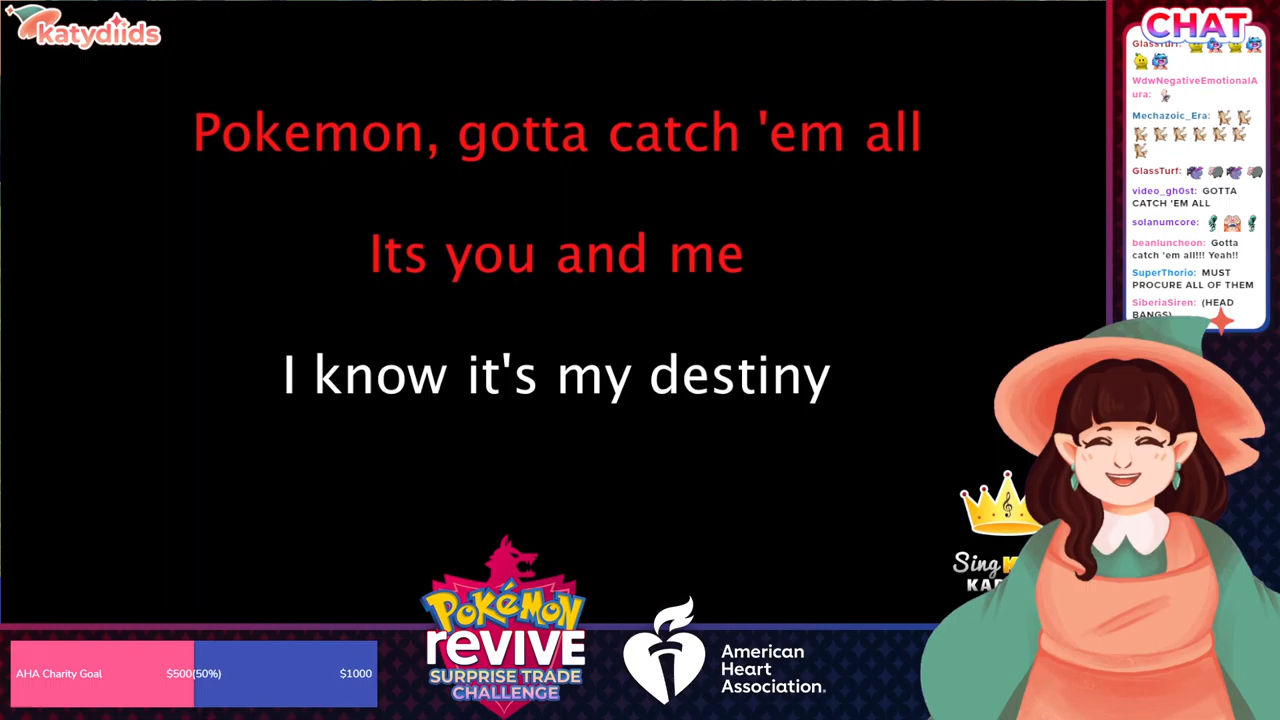 katydiids
CHAT
Pokemon, gotta catch 'em all
Its you and me
I know it's my destiny
GlassTurf:
WdwNegativeEmotionalA
ura:
Mechazoic_Era:
GlassTurf:
video_gh0st: GOTTA
CATCH 'EM ALL
solanumcore:
beanluncheon: Gotta
catch 'em all!!! Yeah!!
SuperThorio: MUST
PROCURE ALL OF THEM
SiberiaSiren: (HEAD
BANGS)
Sing
AHA Charity Goal $500(50%) $1000
POKéMON
REVIVE
SURPRISE TRADE
CHALLENGE
American
Heart
Association.